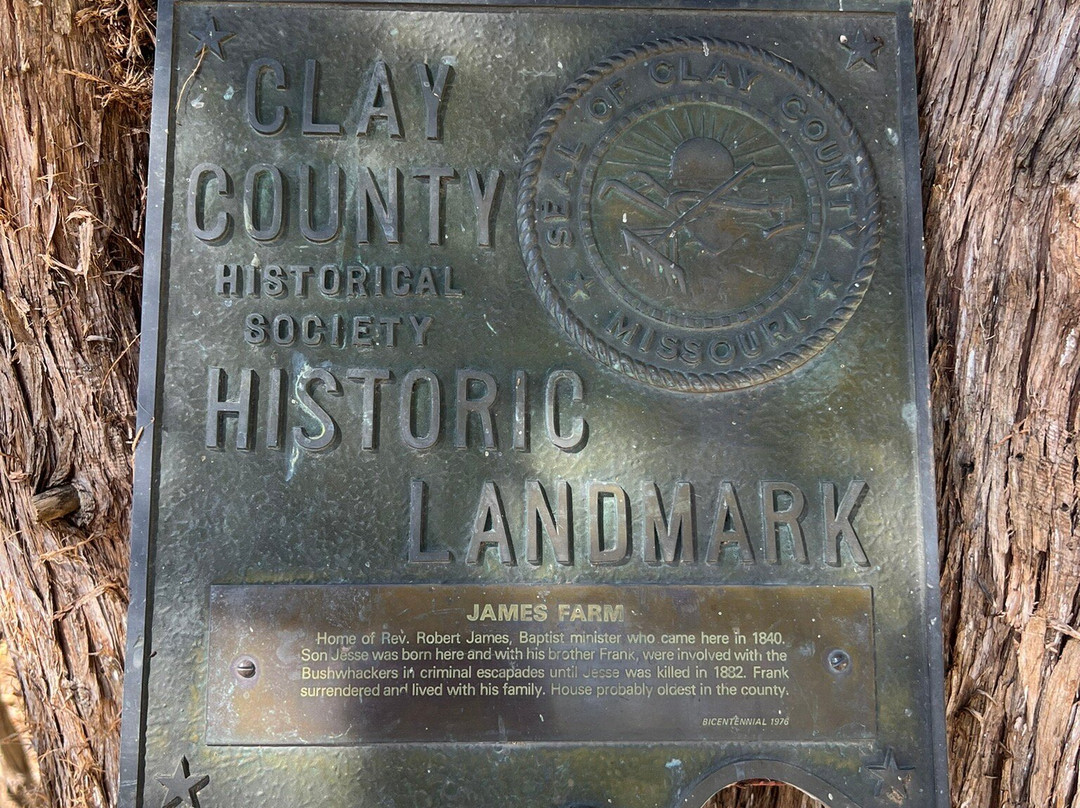 CLAY
COUNTY
HISTORICAL
SOCIETY
HISTORIC
LANDMARK
SEAL OF CLAY COUNTY
MISSOURI
JAMES FARM
Home of Rev. Robert James, Baptist minister who came here in 1840.
Son Jesse was born here and with his brother Frank, were involved with the
Bushwhackers in criminal escapades until Jesse was killed in 1882. Frank
surrendered and lived with his family. House probably oldest in the county.
BICENTENNIAL 1976